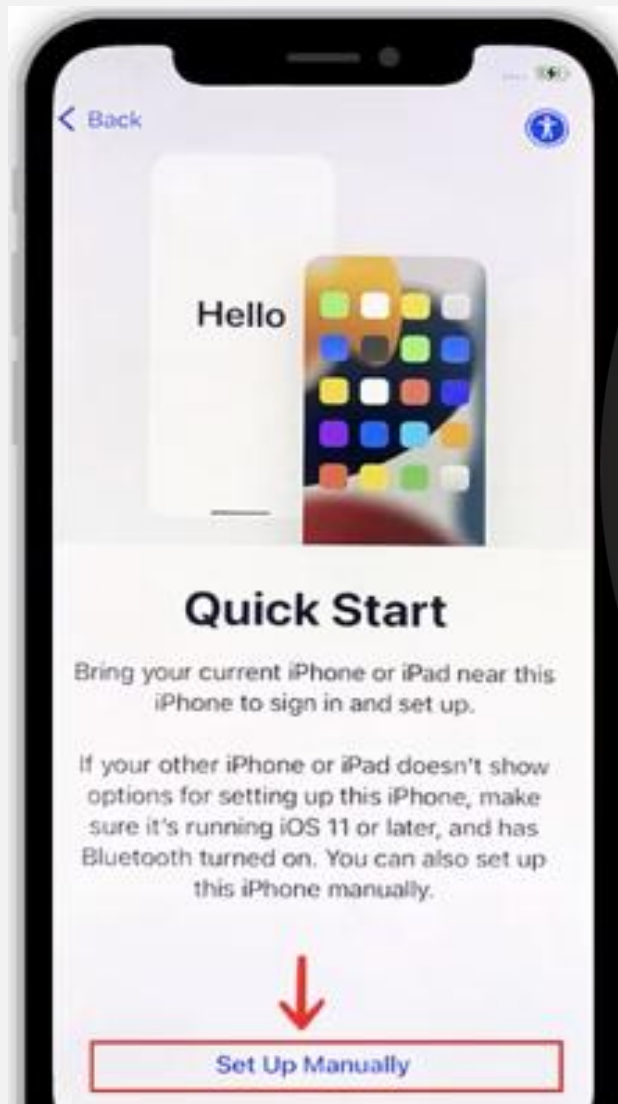 Back
Hello
Quick Start
Bring your current iPhone or iPad near this
iPhone to sign in and set up.
If your other iPhone or iPad doesn't show
options for setting up this iPhone, make
sure it's running iOS 11 or later, and has
Bluetooth turned on. You can also set up
this iPhone manually.
Set Up Manually